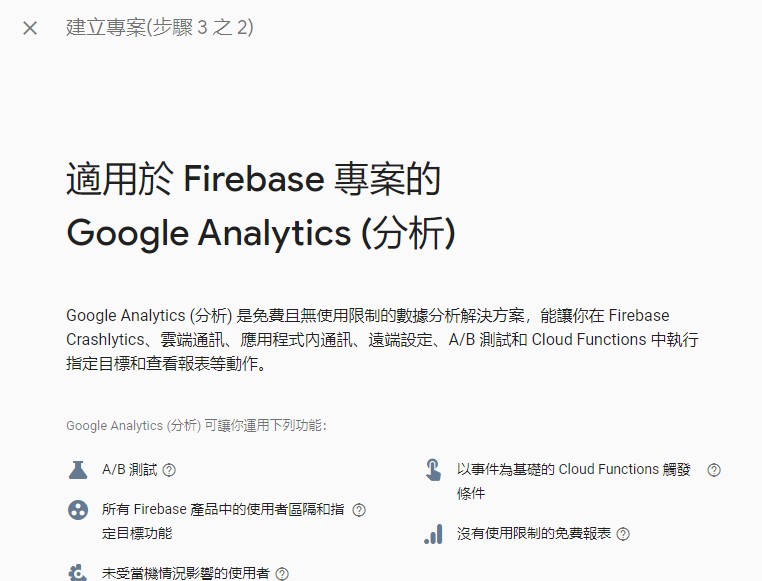 建立專案(步驟 3 之 2)
適用於 Firebase 專案的
Google Analytics (分析)
Google Analytics (分析) 是免費且無使用限制的數據分析解決方案，能讓你在 Firebase
Crashlytics、雲端通訊、應用程式內通訊、遠端設定、A/B 測試和 Cloud Functions 中執行
指定目標和查看報表等動作。
Google Analytics (分析) 可讓你運用下列功能：
A/B 測試
所有 Firebase 產品中的使用者區隔和指
定目標功能
未受當機情況影響的使用者
以事件為基礎的 Cloud Functions 觸發
條件
沒有使用限制的免費報表